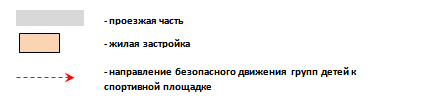 - проезжая часть
- жилая застройка
- направление безопасного движения групп детей к
спортивной площадке